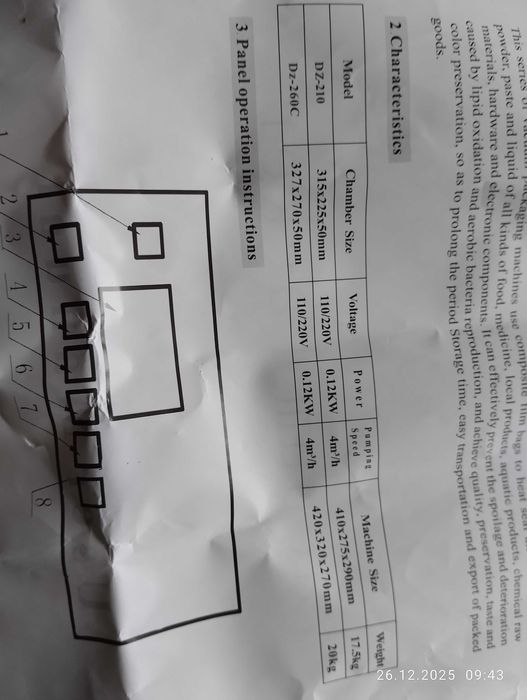 This series of
kaging machines use
film bags to heat
powder, paste and liquid of all kinds of food, medicine, local products, aquatic products, chemical raw
materials, hardware and electronic components. It can effectively prevent the spoilage and deterioration
caused by lipid oxidation and aerobic bacteria reproduction, and achieve quality, preservation, taste and
color preservation, so as to prolong the period Storage time, easy transportation and export of packed
goods.
2 Characteristics
Model Chamber Size Voltage Power Pumping Speed Machine Size Weight
DZ-210 315x225x50mm 110/220V 0.12KW 4m³/h 410x275x290mm 17.5kg
Dz-260C 327x270x50mm 110/220V 0.12KW 4m³/h 420x320x270mm 20kg
3 Panel operation instructions
1
2
3
4
5
6
7
8
26.12.2025 09:43